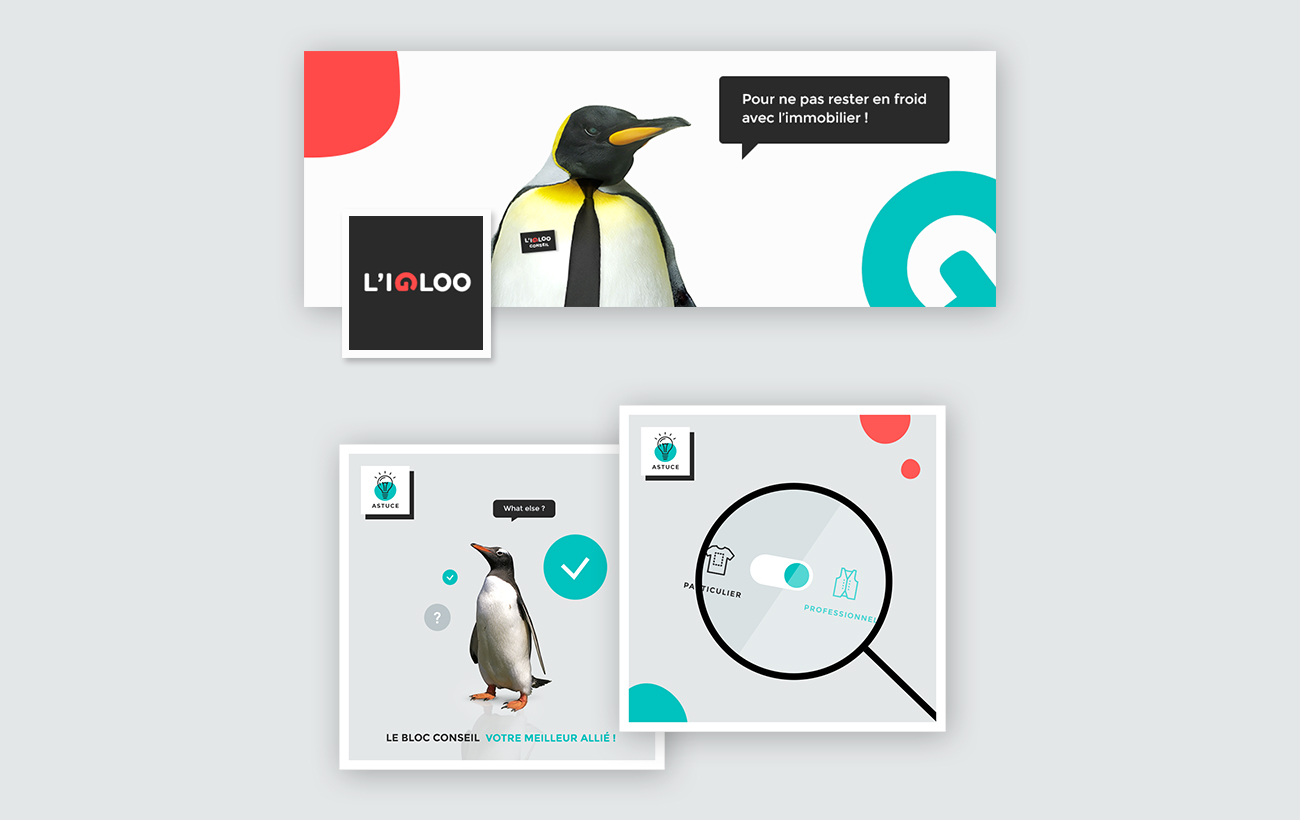 Pour ne pas rester en froid
avec l'immobilier !
L'IGLOO
CONSEIL
L'IGLOO
ASTUCE
What else ?
?
LE BLOC CONSEIL VOTRE MEILLEUR ALLIÉ !
ASTUCE
PARTICULIER
PROFESSIONNEL